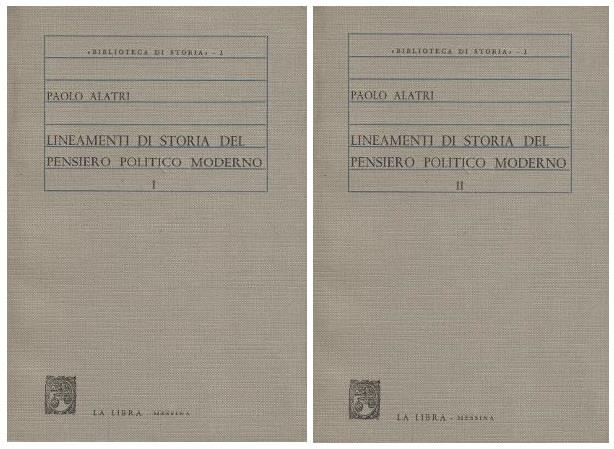 «BIBLIOTECA DI STORIA» - 1
PAOLO ALATRI
LINEAMENTI DI STORIA DEL
PENSIERO POLITICO MODERNO
I
LA LIBRA - MESSINA
«BIBLIOTECA DI STORIA» - 1
PAOLO ALATRI
LINEAMENTI DI STORIA DEL
PENSIERO POLITICO MODERNO
II
LA LIBRA - MESSINA